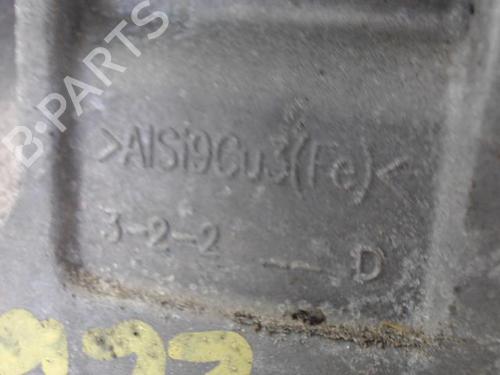 B-PARTS
>AlSi9Cu3(Fe)<
3-2-2 — D